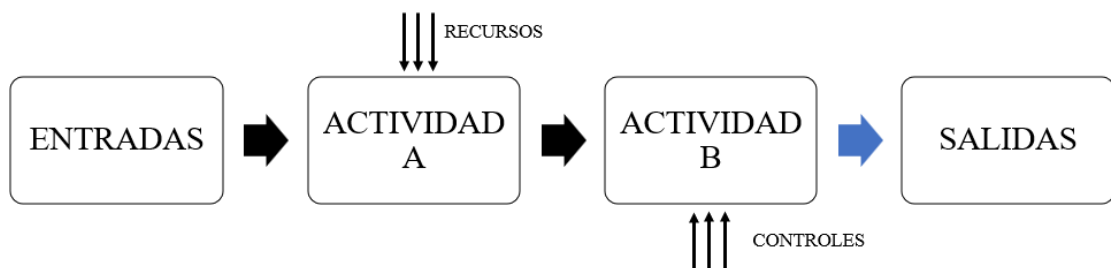 RECURSOS
ENTRADAS
ACTIVIDAD
A
ACTIVIDAD
B
SALIDAS
CONTROLES